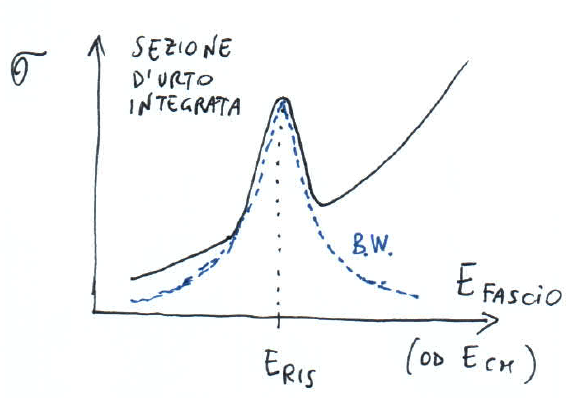 σ
SEZIONE
D'URTO
INTEGRATA
B.W.
E FASCIO
E RIS
(OD E CM)